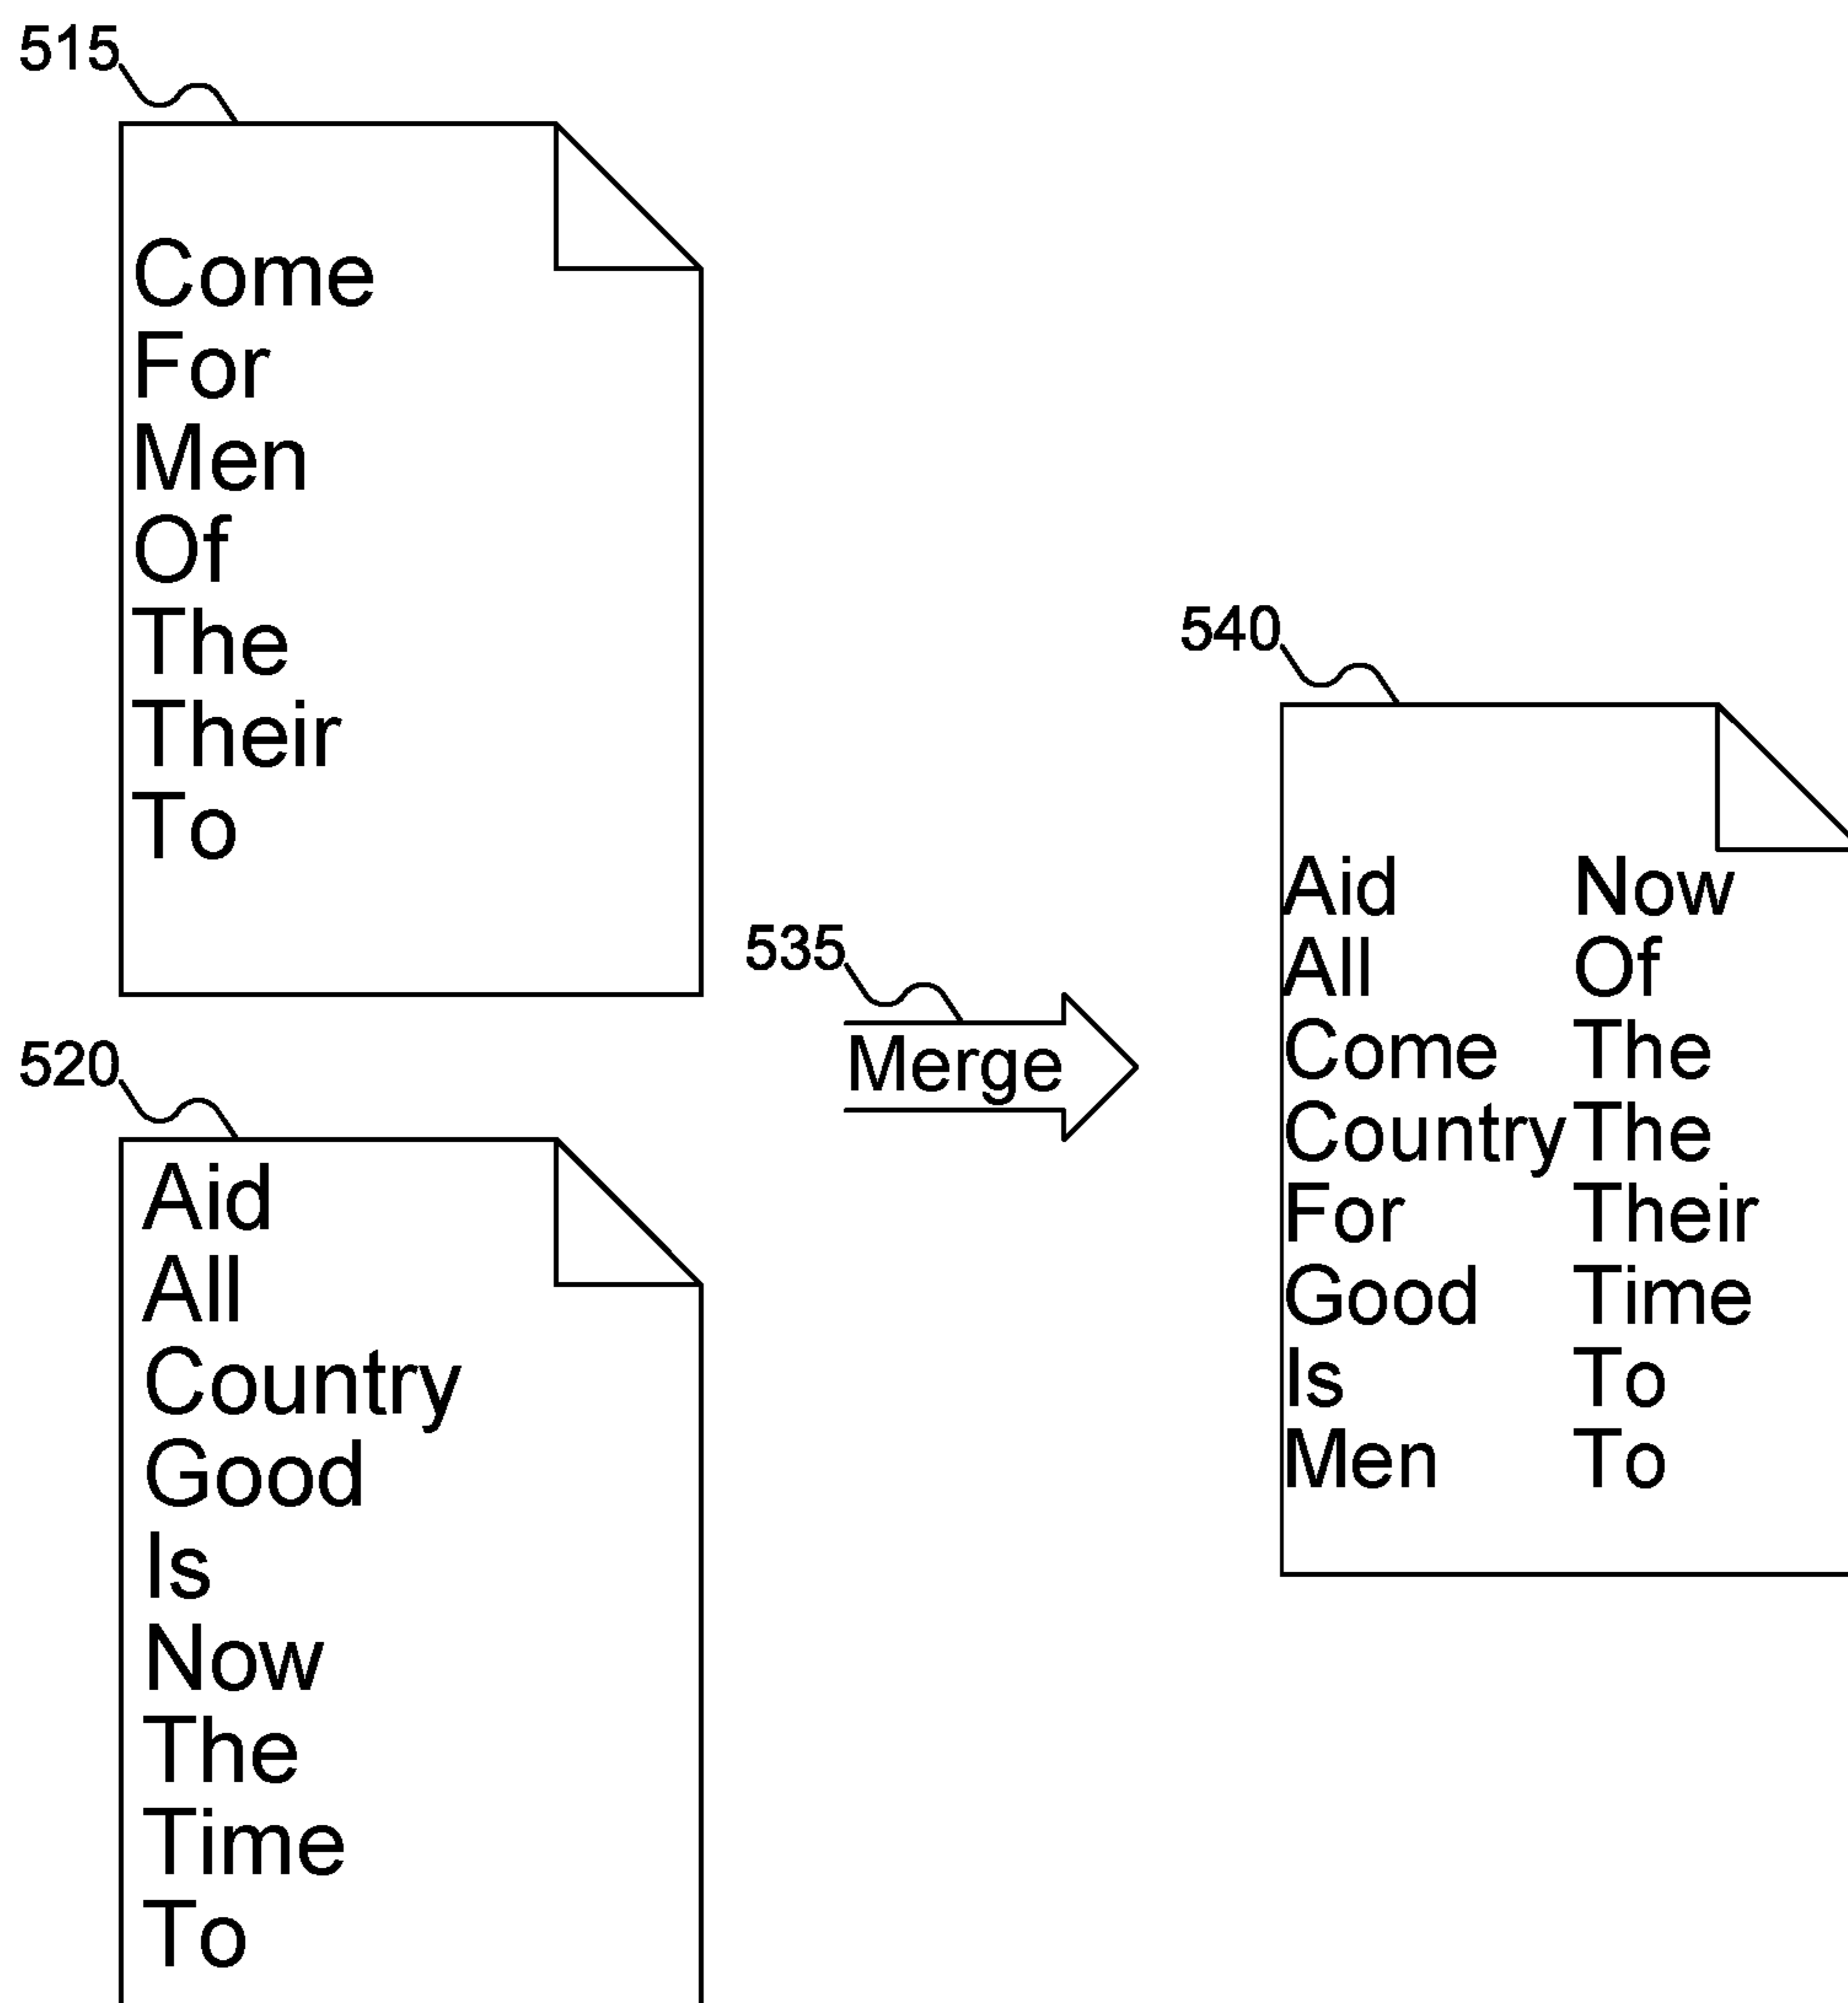 515
Come
For
Men
Of
The
Their
To
520
Aid
All
Country
Good
Is
Now
The
Time
To
535
Merge
540
Aid Now
All Of
Come The
Country The
For Their
Good Time
Is To
Men To